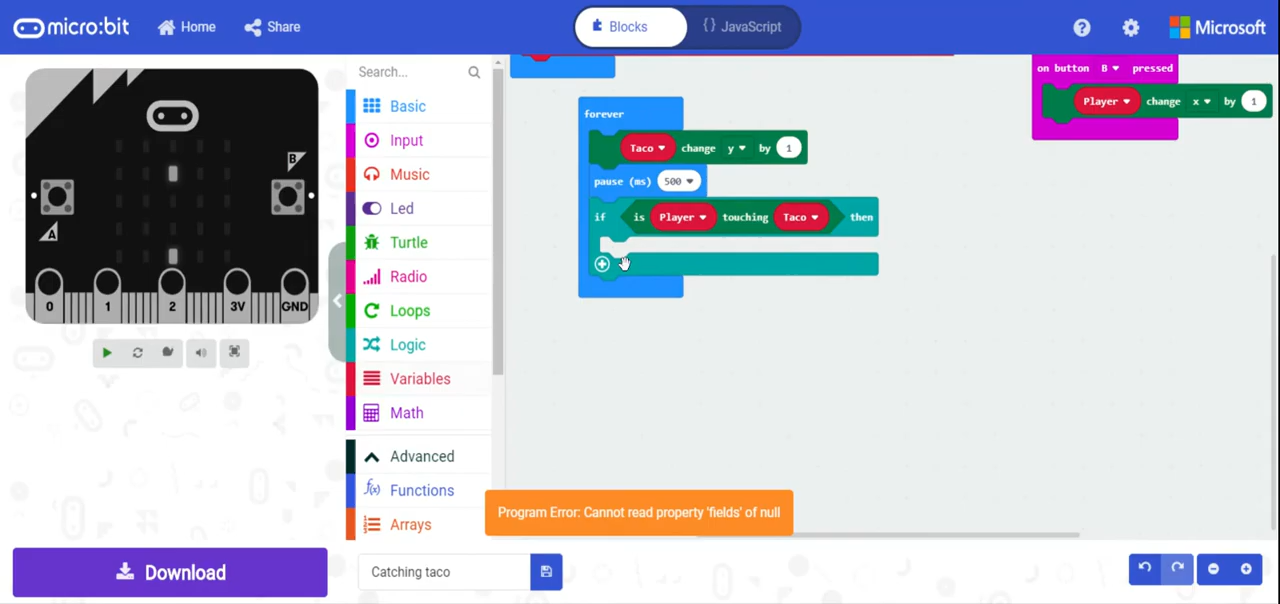 micro:bit
Home
Share
Blocks
{ } JavaScript
?
Microsoft
B
A
0 1 2 3V GND
Download
Search...
Basic
Input
Music
Led
Turtle
Radio
Loops
Logic
Variables
Math
Advanced
f(x) Functions
Arrays
forever
Taco change y by 1
pause (ms) 500
if is Player touching Taco then
on button B pressed
Player change x by 1
Program Error: Cannot read property 'fields' of null
Catching taco